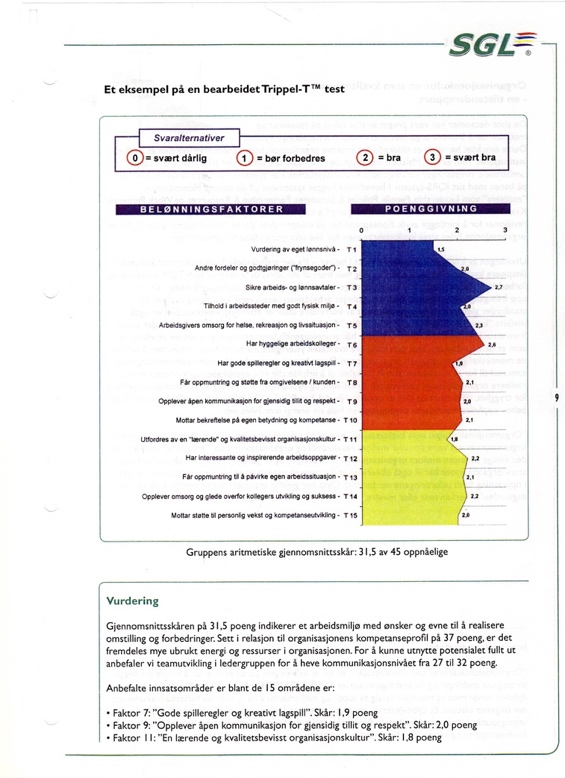 SGL®
Et eksempel på en bearbeidet Trippel-T™ test
Svaralternativer
0 = svært dårlig 1 = bør forbedres 2 = bra 3 = svært bra
BELØNNINGSFAKTORER POENGGIVNING
0 1 2 3
Vurdering av eget lønnsnivå - T 1 1,5
Andre fordeler og godtgjøringer ("frynsegoder") - T 2 2,0
Sikre arbeids- og lønnsavtaler - T 3 2,7
Tilhold i arbeidssteder med godt fysisk miljø - T 4 2,0
Arbeidsgivers omsorg for helse, rekreasjon og livssituasjon - T 5 2,3
Har hyggelige arbeidskolleger - T 6 2,6
Har gode spilleregler og kreativt lagspill - T 7 1,9
Får oppmuntring og støtte fra omgivelsene / kunden - T 8 2,1
Opplever åpen kommunikasjon for gjensidig tillit og respekt - T 9 2,0
Mottar bekreftelse på egen betydning og kompetanse - T 10 2,1
Utfordres av en "lærende" og kvalitetsbevisst organisasjonskultur - T 11 1,8
Har interessante og inspirerende arbeidsoppgaver - T 12 2,2
Får oppmuntring til å påvirke egen arbeidssituasjon - T 13 2,1
Opplever omsorg og glede overfor kollegers utvikling og suksess - T 14 2,2
Mottar støtte til personlig vekst og kompetanseutvikling - T 15 2,0
9
Gruppens aritmetiske gjennomsnittsskår: 31,5 av 45 oppnåelige
Vurdering
Gjennomsnittsskåren på 31,5 poeng indikerer et arbeidsmiljø med ønsker og evne til å realisere
omstilling og forbedringer. Sett i relasjon til organisasjonens kompetanseprofil på 37 poeng, er det
fremdeles mye ubrukt energi og ressurser i organisasjonen. For å kunne utnytte potensialet fullt ut
anbefaler vi teamutvikling i ledergruppen for å heve kommunikasjonsnivået fra 27 til 32 poeng.
Anbefalte innsatsområder er blant de 15 områdene er:
• Faktor 7: "Gode spilleregler og kreativt lagspill". Skår: 1,9 poeng
• Faktor 9: "Opplever åpen kommunikasjon for gjensidig tillit og respekt". Skår: 2,0 poeng
• Faktor 11: "En lærende og kvalitetsbevisst organisasjonskultur". Skår: 1,8 poeng